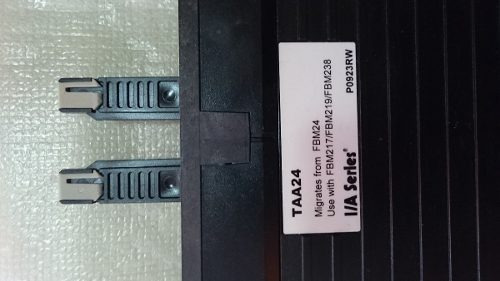 TAA24
Migrates from FBM24
Use with FBM217/FBM219/FBM238
I/A Series®
P0923RW